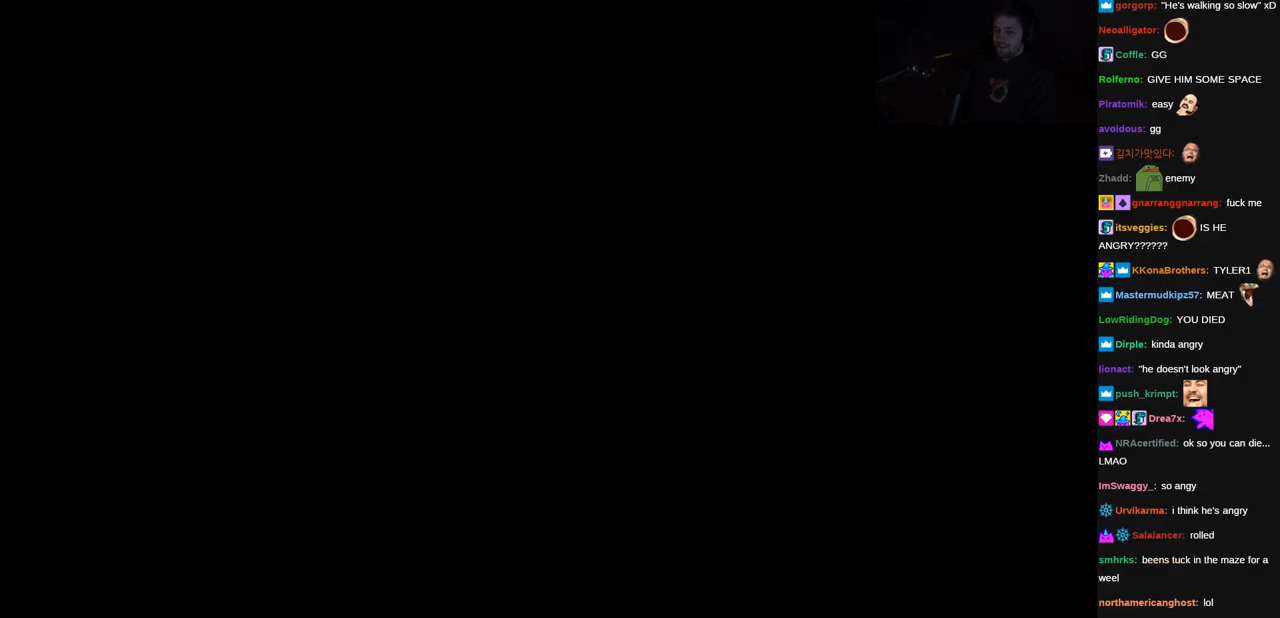 gorgorp: "He's walking so slow" xD
Neoalligator:
Coffle: GG
Rolferno: GIVE HIM SOME SPACE
Piratomik: easy
avoidous: gg
김치가맛있다:
Zhadd: enemy
gnarranggnarrang: fuck me
itsveggies: IS HE
ANGRY??????
KKonaBrothers: TYLER1
Mastermudkipz57: MEAT
LowRidingDog: YOU DIED
Dirple: kinda angry
lionact: "he doesn't look angry"
push_krimpt:
Drea7x:
NRAcertified: ok so you can die...
LMAO
ImSwaggy_: so angy
Urvikarma: i think he's angry
Salalancer: rolled
smhrks: beens tuck in the maze for a
weel
northamericanghost: lol